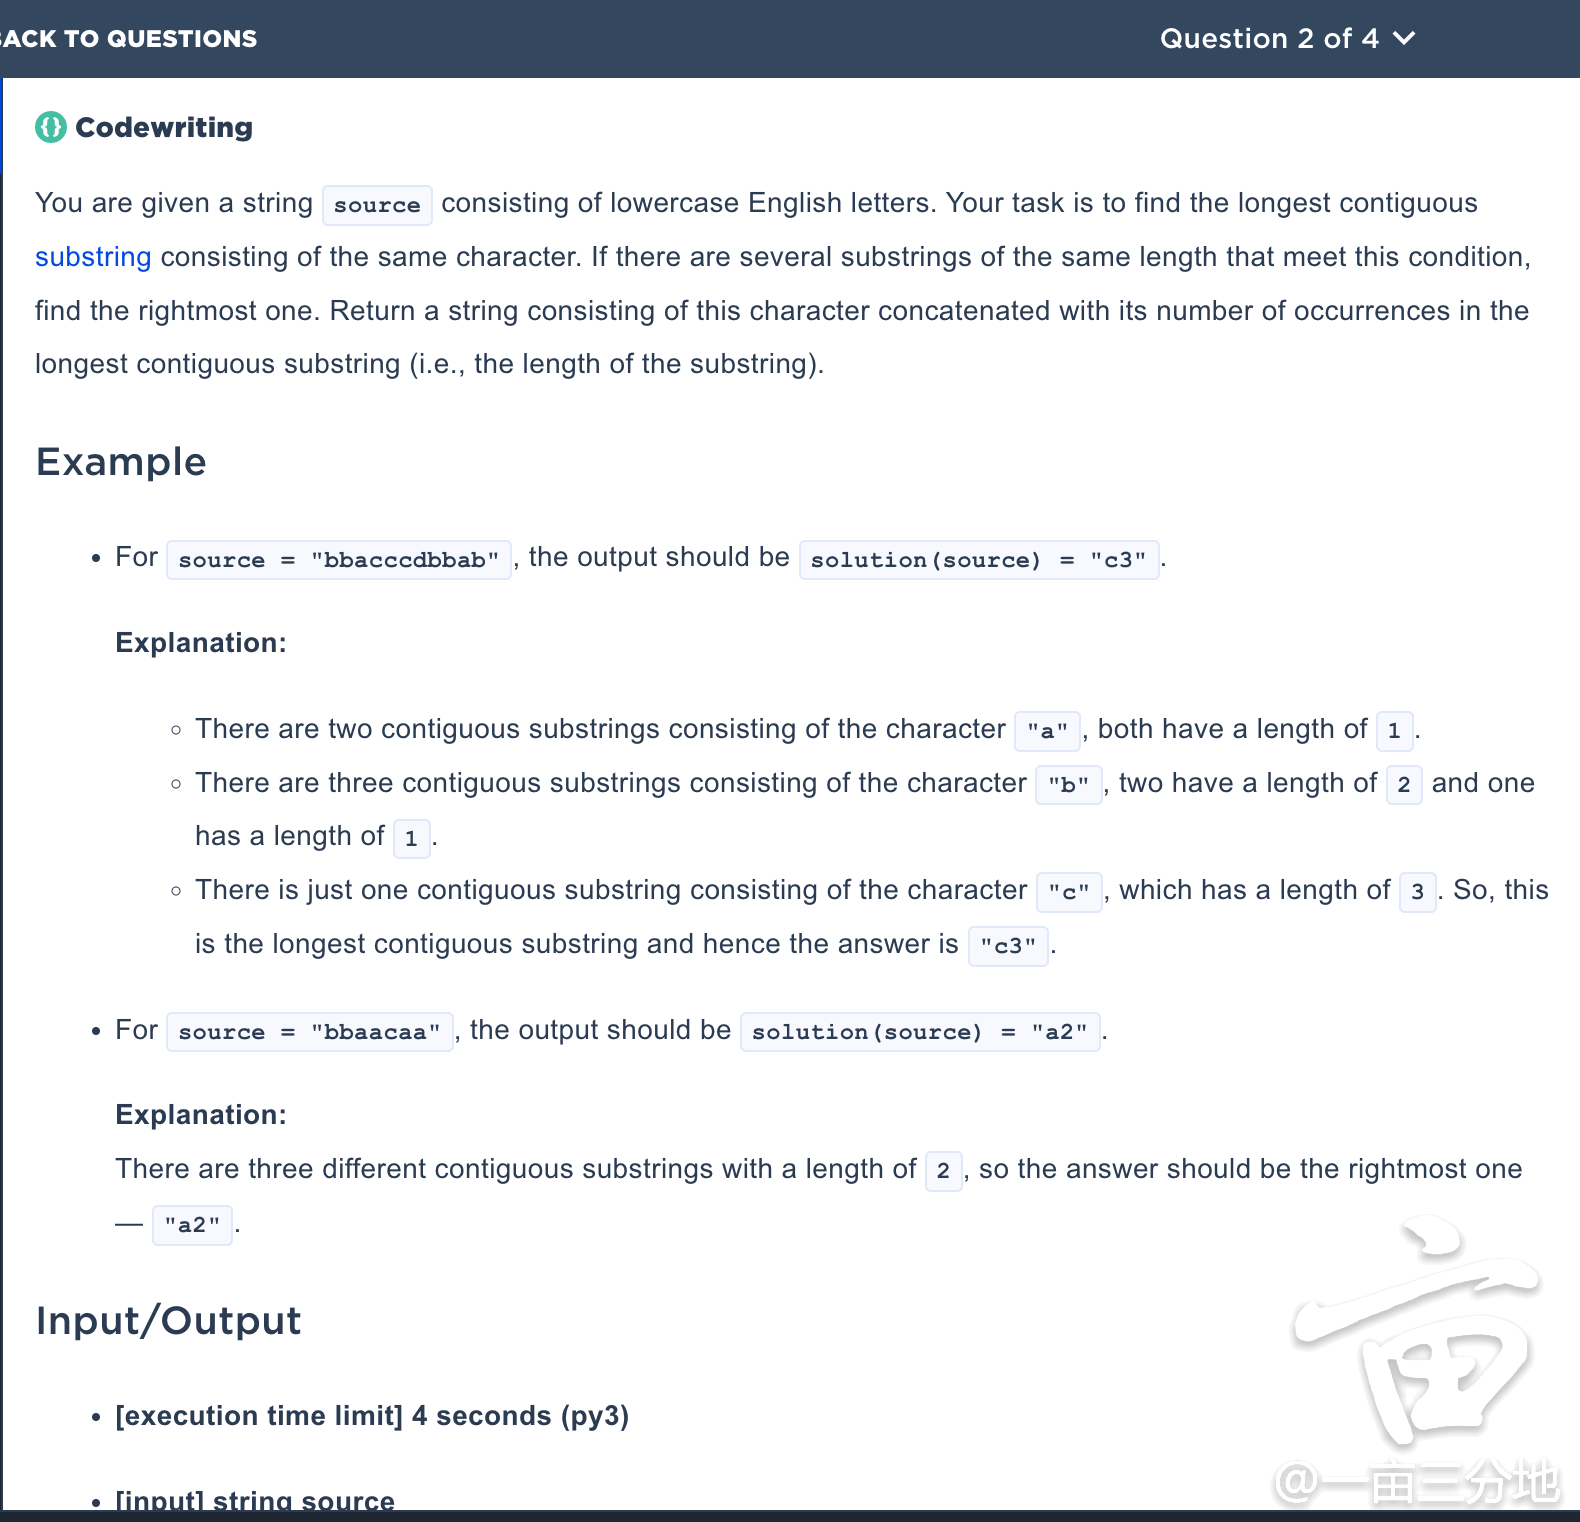 BACK TO QUESTIONS
Question 2 of 4
{} Codewriting
You are given a string source consisting of lowercase English letters. Your task is to find the longest contiguous
substring consisting of the same character. If there are several substrings of the same length that meet this condition,
find the rightmost one. Return a string consisting of this character concatenated with its number of occurrences in the
longest contiguous substring (i.e., the length of the substring).
Example
• For source = "bbacccdbbab", the output should be solution(source) = "c3".
Explanation:
◦ There are two contiguous substrings consisting of the character "a", both have a length of 1.
◦ There are three contiguous substrings consisting of the character "b", two have a length of 2 and one
has a length of 1.
◦ There is just one contiguous substring consisting of the character "c", which has a length of 3. So, this
is the longest contiguous substring and hence the answer is "c3".
• For source = "bbaacaa", the output should be solution(source) = "a2".
Explanation:
There are three different contiguous substrings with a length of 2, so the answer should be the rightmost one
— "a2".
Input/Output
• [execution time limit] 4 seconds (py3)
• [input] string source
亩
@一亩三分地